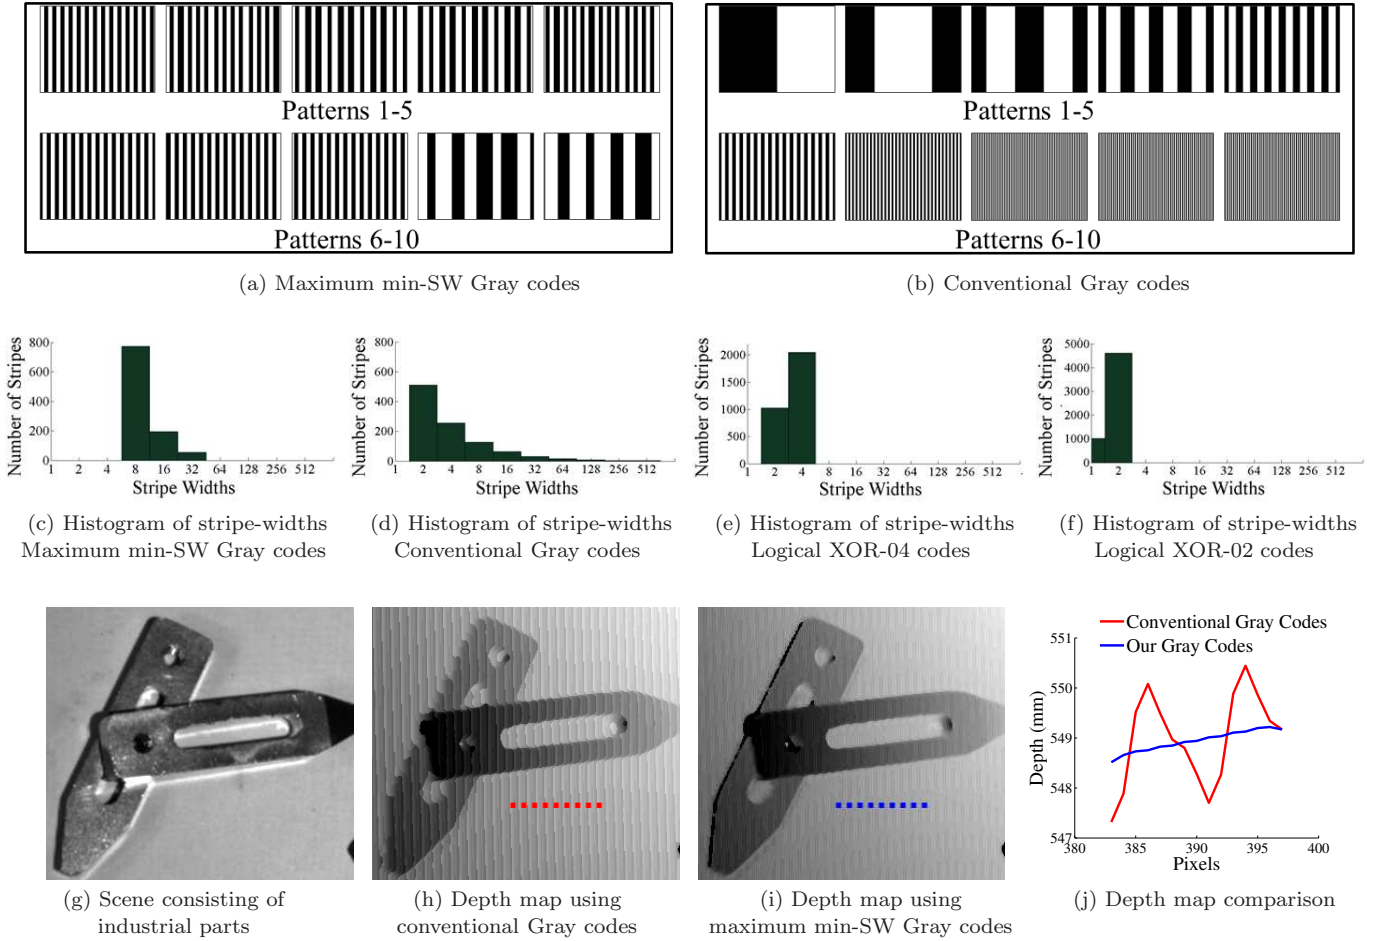 Patterns 1-5
Patterns 6-10
(a) Maximum min-SW Gray codes
Patterns 1-5
Patterns 6-10
(b) Conventional Gray codes
Number of Stripes
800
600
400
200
0
1 2 4 8 16 32 64 128 256 512
Stripe Widths
(c) Histogram of stripe-widths
Maximum min-SW Gray codes
Number of Stripes
800
600
400
200
0
1 2 4 8 16 32 64 128 256 512
Stripe Widths
(d) Histogram of stripe-widths
Conventional Gray codes
Number of Stripes
2000
1500
1000
500
0
1 2 4 8 16 32 64 128 256 512
Stripe Widths
(e) Histogram of stripe-widths
Logical XOR-04 codes
Number of Stripes
5000
4000
3000
2000
1000
0
1 2 4 8 16 32 64 128 256 512
Stripe Widths
(f) Histogram of stripe-widths
Logical XOR-02 codes
(g) Scene consisting of
industrial parts
(h) Depth map using
conventional Gray codes
(i) Depth map using
maximum min-SW Gray codes
Conventional Gray Codes
Our Gray Codes
Depth (mm)
551
550
549
548
547
380 385 390 395 400
Pixels
(j) Depth map comparison